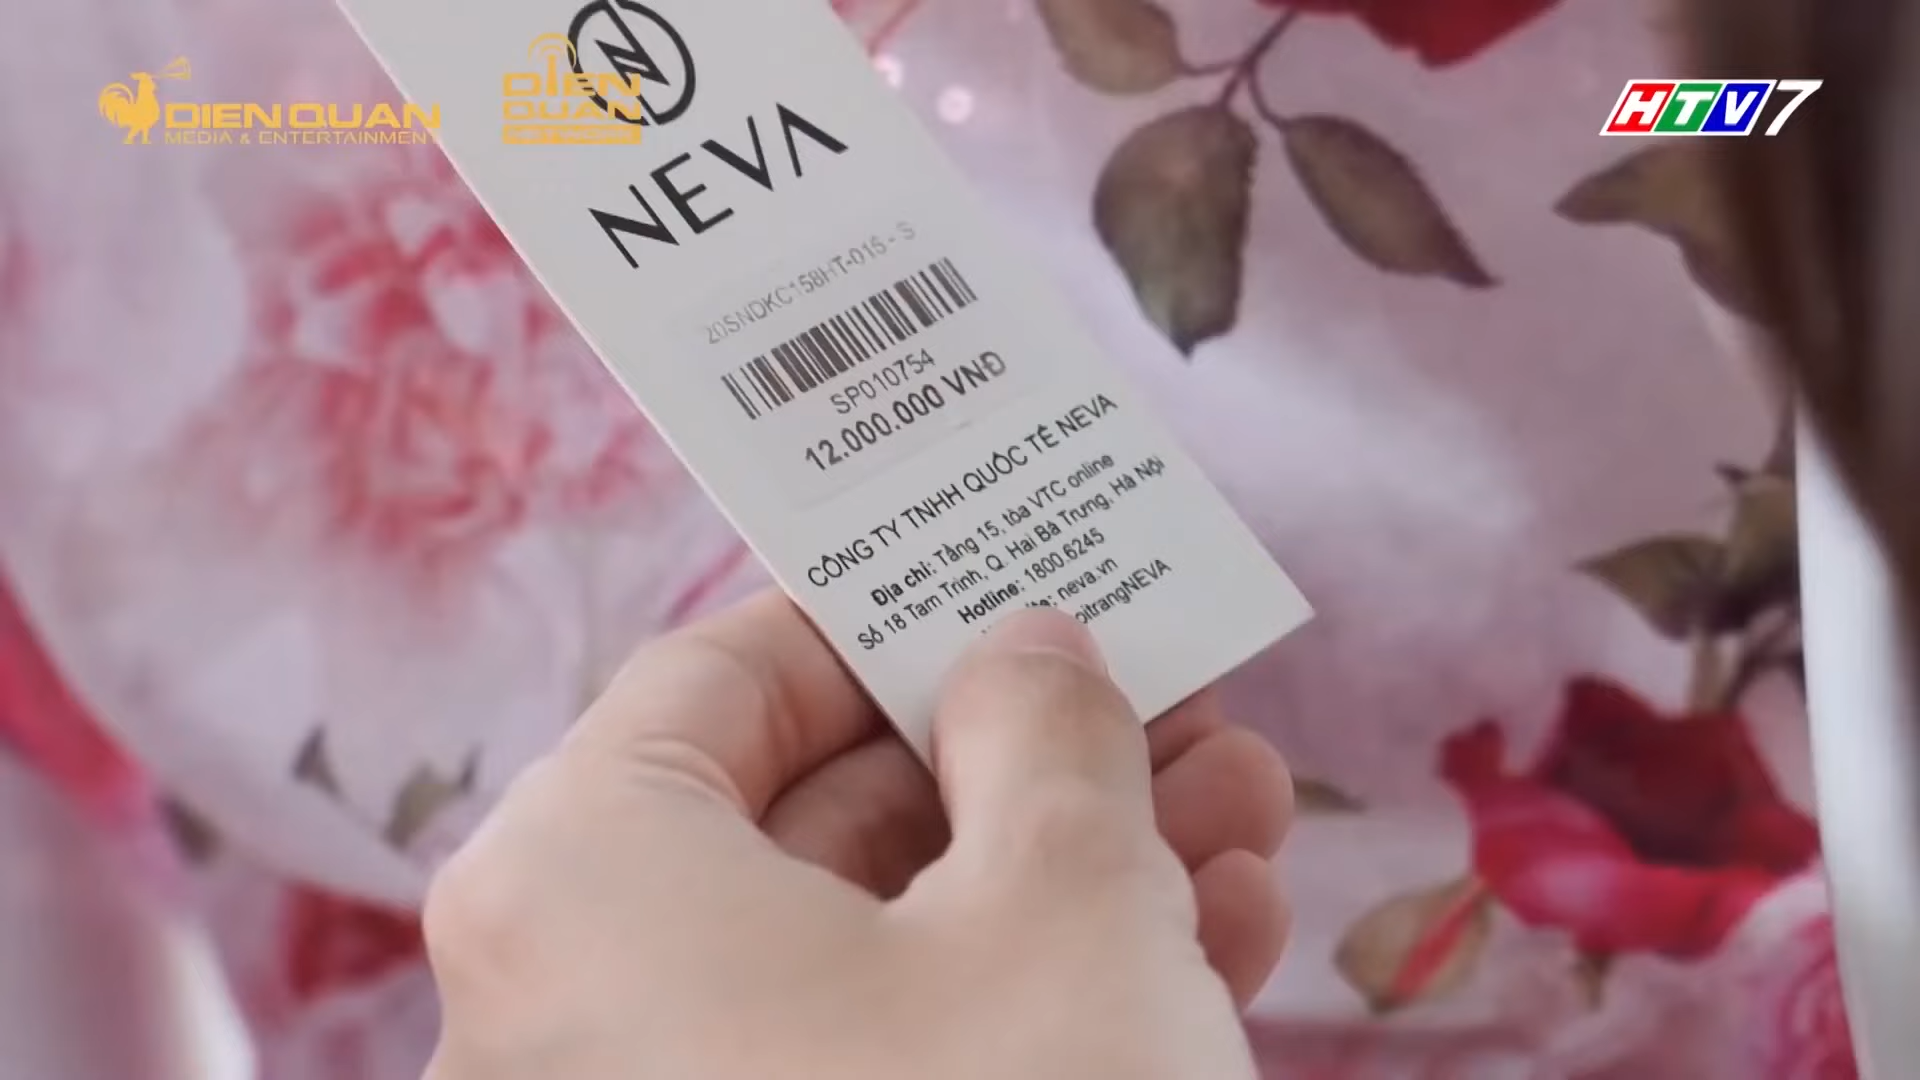 DIEN QUAN
MEDIA & ENTERTAINMENT
DIEN
QUAN
NETWORK
HTV7
NEVA
20SNDKC158HT-015 - S
SP010754
12.000.000 VNĐ
CÔNG TY TNHH QUỐC TẾ NEVA
Địa chỉ: Tầng 15, tòa VTC online
Số 18 Tam Trinh, Q. Hai Bà Trưng, Hà Nội
Hotline: 1800.6245
neva.vn